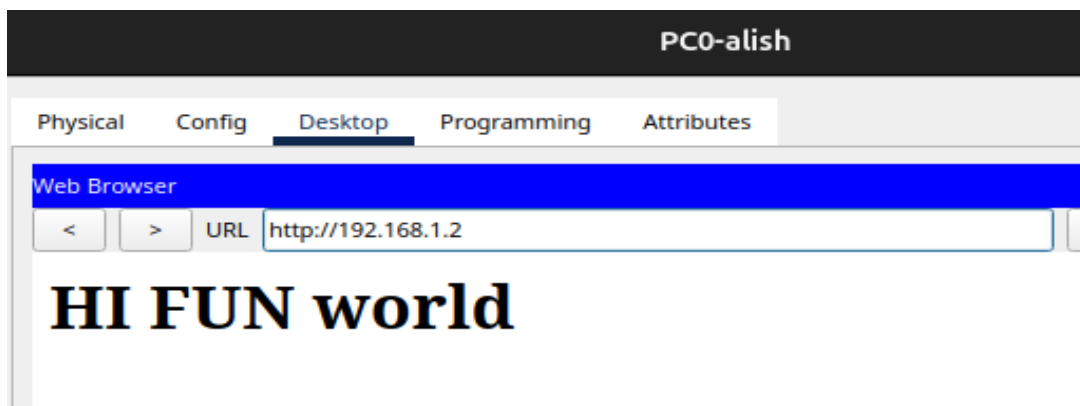 PC0-alish
Physical Config Desktop Programming Attributes
Web Browser
< > URL http://192.168.1.2
HI FUN world